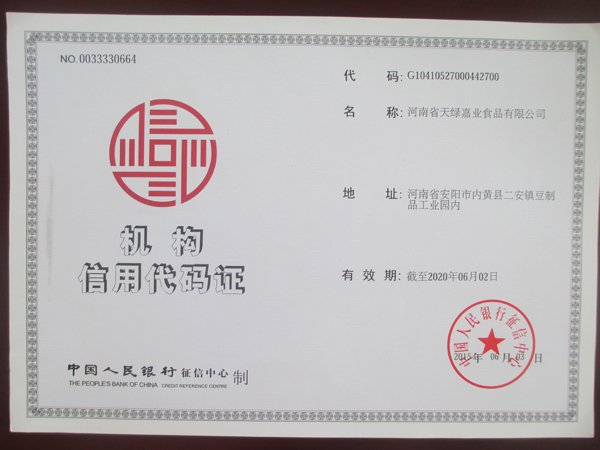 NO.0033330664
代 码: G10410527000442700
名 称: 河南省天绿嘉业食品有限公司
地 址: 河南省安阳市内黄县二安镇豆制
品工业园内
机 构
信用代码证
有 效 期: 截至2020年06月02日
中国人民银行征信中心
2015年 06月 03日
中国人民银行征信中心 制
THE PEOPLE'S BANK OF CHINA CREDIT REFERENCE CENTRE